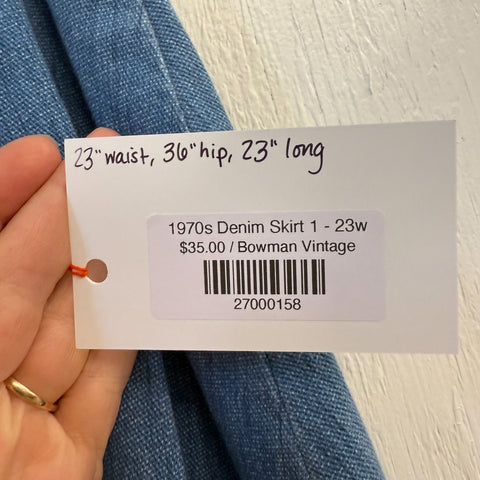 23" waist, 36" hip, 23" long
1970s Denim Skirt 1 - 23w
$35.00 / Bowman Vintage
27000158